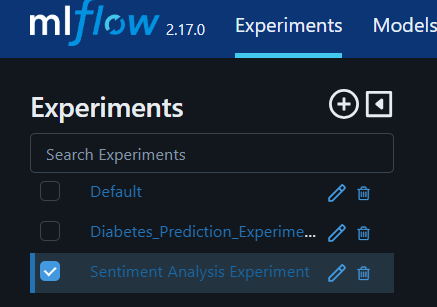 mlflow 2.17.0 Experiments Models
Experiments
Search Experiments
Default
Diabetes_Prediction_Experime...
Sentiment Analysis Experiment